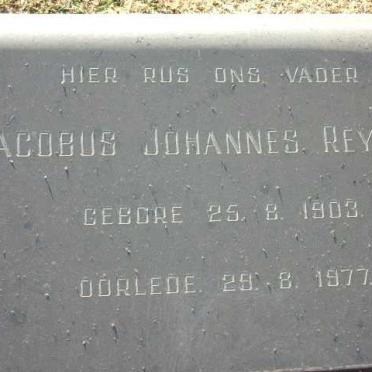 HIER RUS ONS VADER
ACOBUS JOHANNES REY
GEBORE 25. 8. 1903.
OORLEDE 29. 8. 1977.